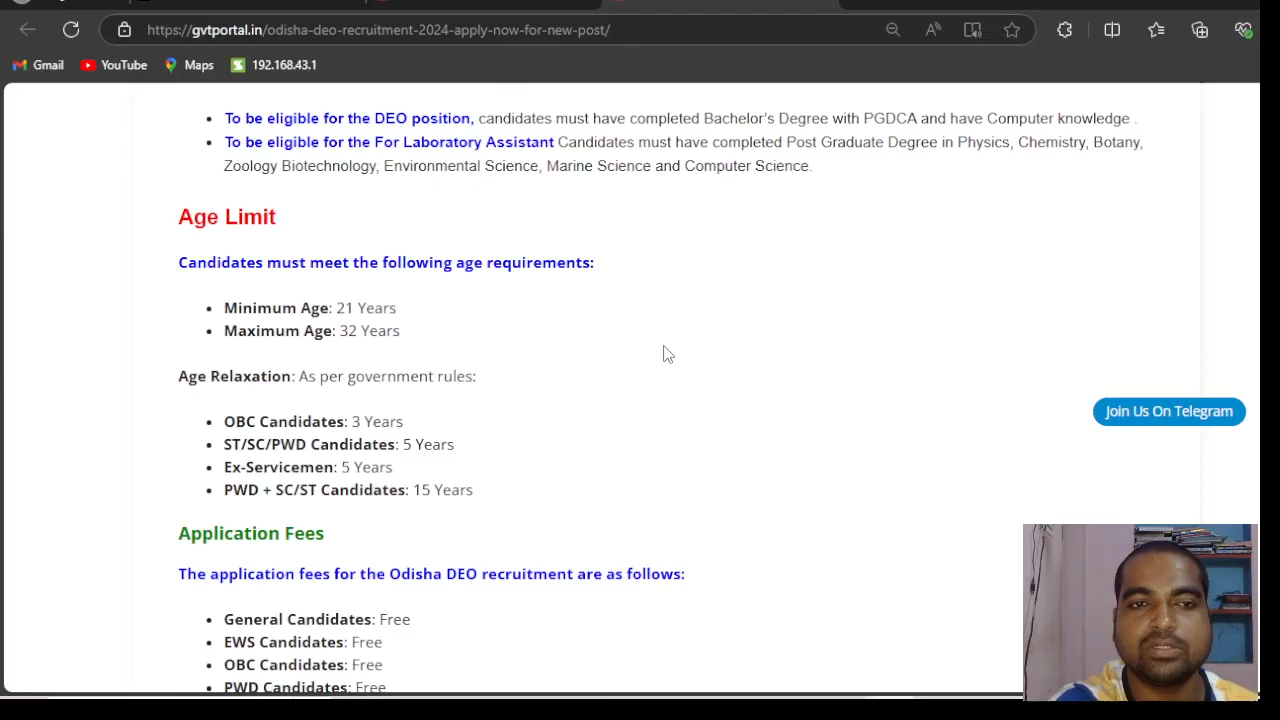 https://gvtportal.in/odisha-deo-recruitment-2024-apply-now-for-new-post/
Gmail YouTube Maps 192.168.43.1
To be eligible for the DEO position, candidates must have completed Bachelor's Degree with PGDCA and have Computer knowledge .
To be eligible for the For Laboratory Assistant Candidates must have completed Post Graduate Degree in Physics, Chemistry, Botany,
Zoology Biotechnology, Environmental Science, Marine Science and Computer Science.
Age Limit
Candidates must meet the following age requirements:
Minimum Age: 21 Years
Maximum Age: 32 Years
Age Relaxation: As per government rules:
Join Us On Telegram
OBC Candidates: 3 Years
ST/SC/PWD Candidates: 5 Years
Ex-Servicemen: 5 Years
PWD + SC/ST Candidates: 15 Years
Application Fees
The application fees for the Odisha DEO recruitment are as follows:
General Candidates: Free
EWS Candidates: Free
OBC Candidates: Free
PWD Candidates: Free